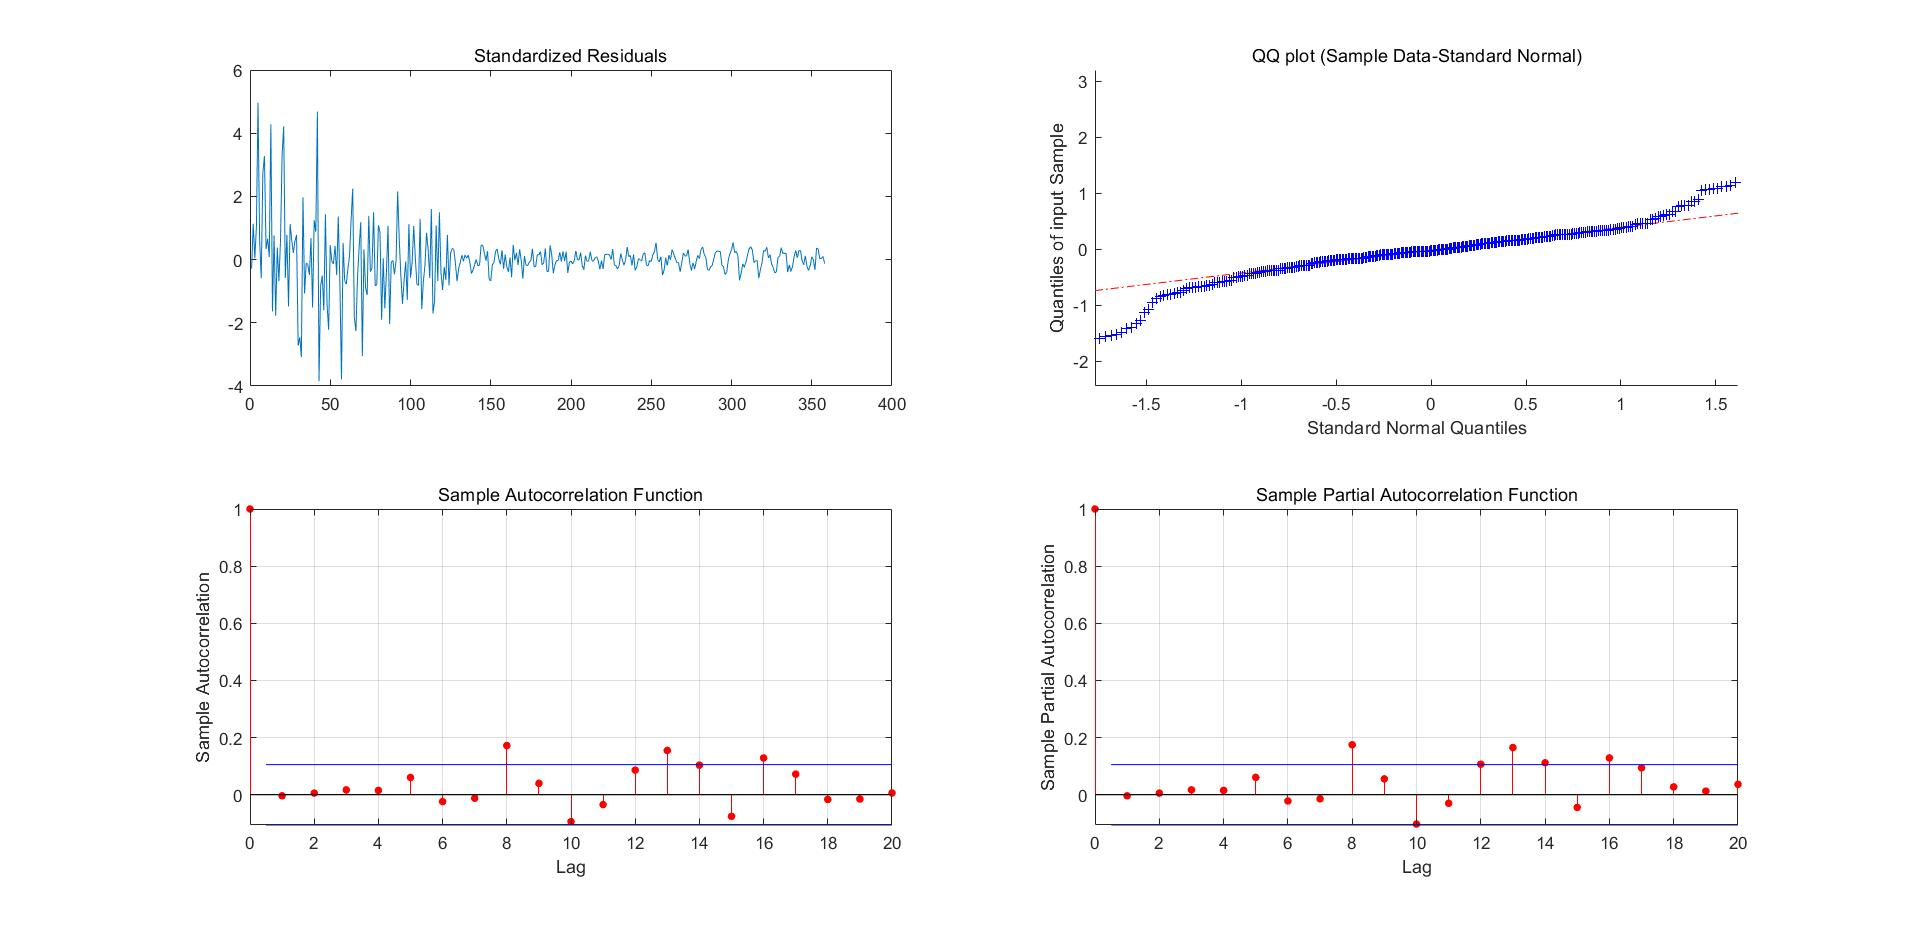 Standardized Residuals
6
4
2
0
-2
-4
0 50 100 150 200 250 300 350 400
QQ plot (Sample Data-Standard Normal)
Quantiles of input Sample
3
2
1
0
-1
-2
-1.5 -1 -0.5 0 0.5 1 1.5
Standard Normal Quantiles
Sample Autocorrelation Function
Sample Autocorrelation
1
0.8
0.6
0.4
0.2
0
0 2 4 6 8 10 12 14 16 18 20
Lag
Sample Partial Autocorrelation Function
Sample Partial Autocorrelation
1
0.8
0.6
0.4
0.2
0
0 2 4 6 8 10 12 14 16 18 20
Lag